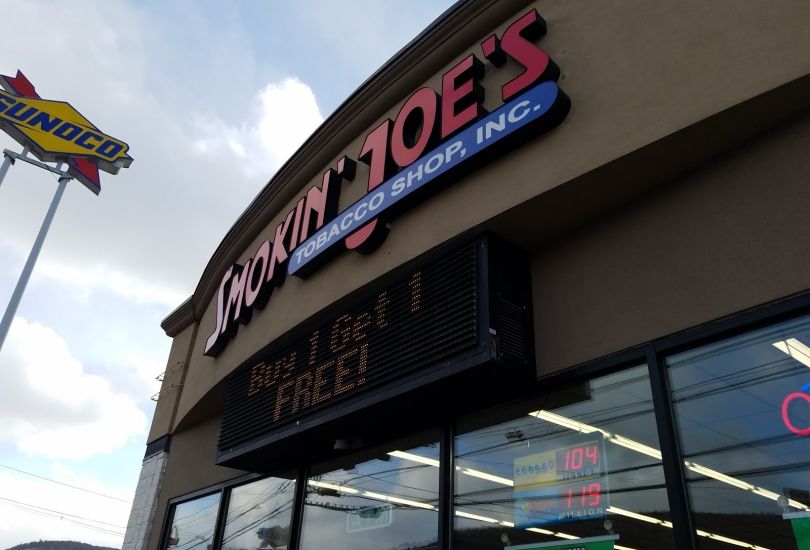 SUNOCO
SMOKIN' JOE'S
TOBACCO SHOP, INC.
Buy 1 Get 1
FREE!
104
MILLION
119
MILLION